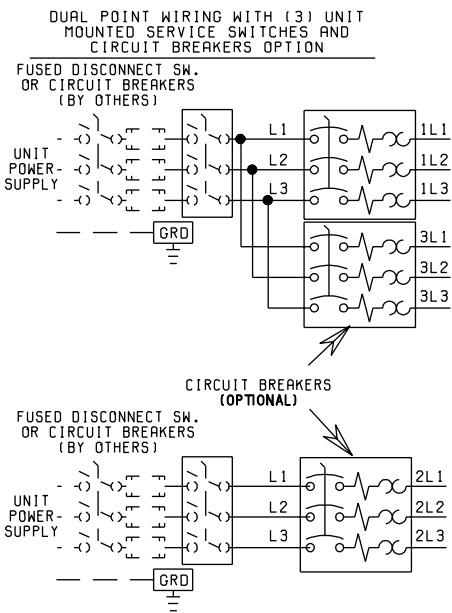 DUAL POINT WIRING WITH (3) UNIT
MOUNTED SERVICE SWITCHES AND
CIRCUIT BREAKERS OPTION
FUSED DISCONNECT SW.
OR CIRCUIT BREAKERS
(BY OTHERS)
UNIT
POWER
SUPPLY
L1
L2
L3
1L1
1L2
1L3
GRD
3L1
3L2
3L3
CIRCUIT BREAKERS
(OPTIONAL)
FUSED DISCONNECT SW.
OR CIRCUIT BREAKERS
(BY OTHERS)
UNIT
POWER
SUPPLY
L1
L2
L3
2L1
2L2
2L3
GRD